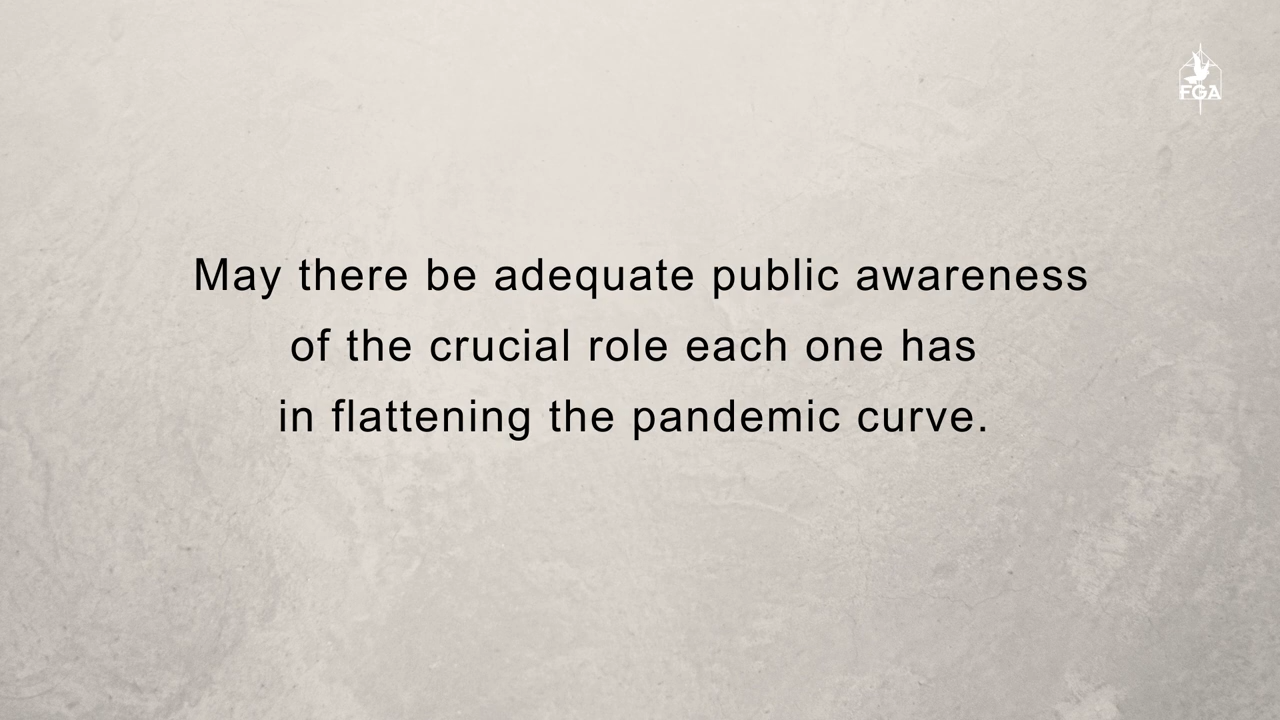 FGA
May there be adequate public awareness
of the crucial role each one has
in flattening the pandemic curve.